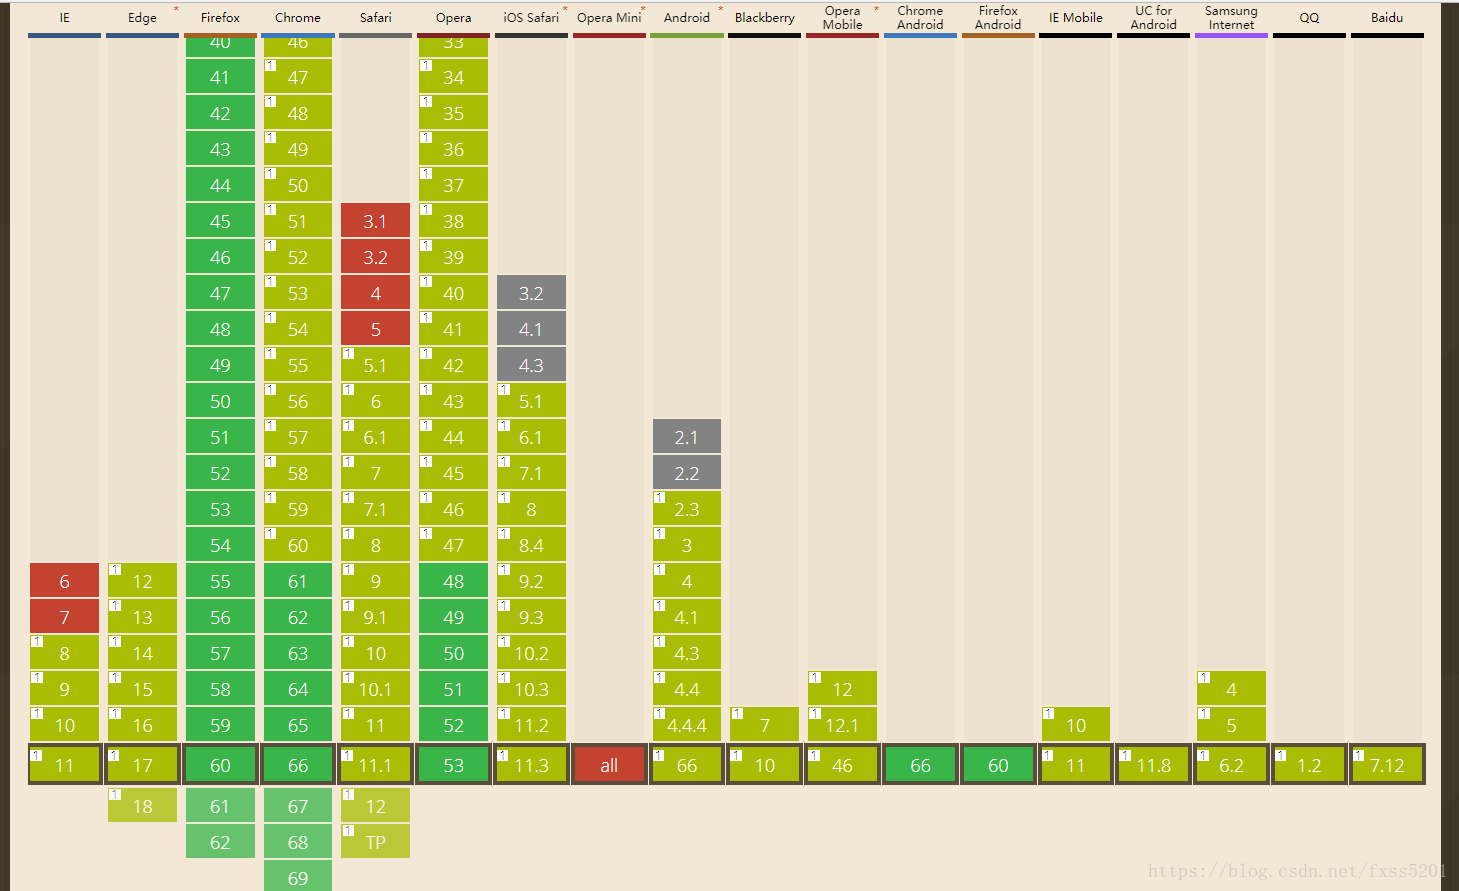 IE Edge * Firefox Chrome Safari Opera iOS Safari * Opera Mini * Android * Blackberry Opera Mobile * Chrome Android Firefox Android IE Mobile UC for Android Samsung Internet QQ Baidu
40 46 33
41 1 47 1 34
42 1 48 1 35
43 1 49 1 36
44 1 50 1 37
45 1 51 3.1 1 38
46 1 52 3.2 1 39
47 1 53 4 1 40 3.2
48 1 54 5 1 41 4.1
49 1 55 1 5.1 1 42 4.3
50 1 56 1 6 1 43 1 5.1
51 1 57 1 6.1 1 44 1 6.1 2.1
52 1 58 1 7 1 45 1 7.1 2.2
53 1 59 1 7.1 1 46 1 8 1 2.3
54 1 60 1 8 1 47 1 8.4 1 3
6 1 12 55 61 1 9 48 1 9.2 1 4
7 1 13 56 62 1 9.1 49 1 9.3 1 4.1
1 8 1 14 57 63 1 10 50 1 10.2 1 4.3
1 9 1 15 58 64 1 10.1 51 1 10.3 1 4.4 1 12 1 4
1 10 1 16 59 65 1 11 52 1 11.2 1 4.4.4 1 7 1 12.1 1 10 1 5
1 11 1 17 60 66 1 11.1 53 1 11.3 all 1 66 1 10 1 46 66 60 1 11 1 11.8 1 6.2 1 1.2 1 7.12
1 18 61 67 1 12
62 68 1 TP
69
https://blog.csdn.net/fxss5201